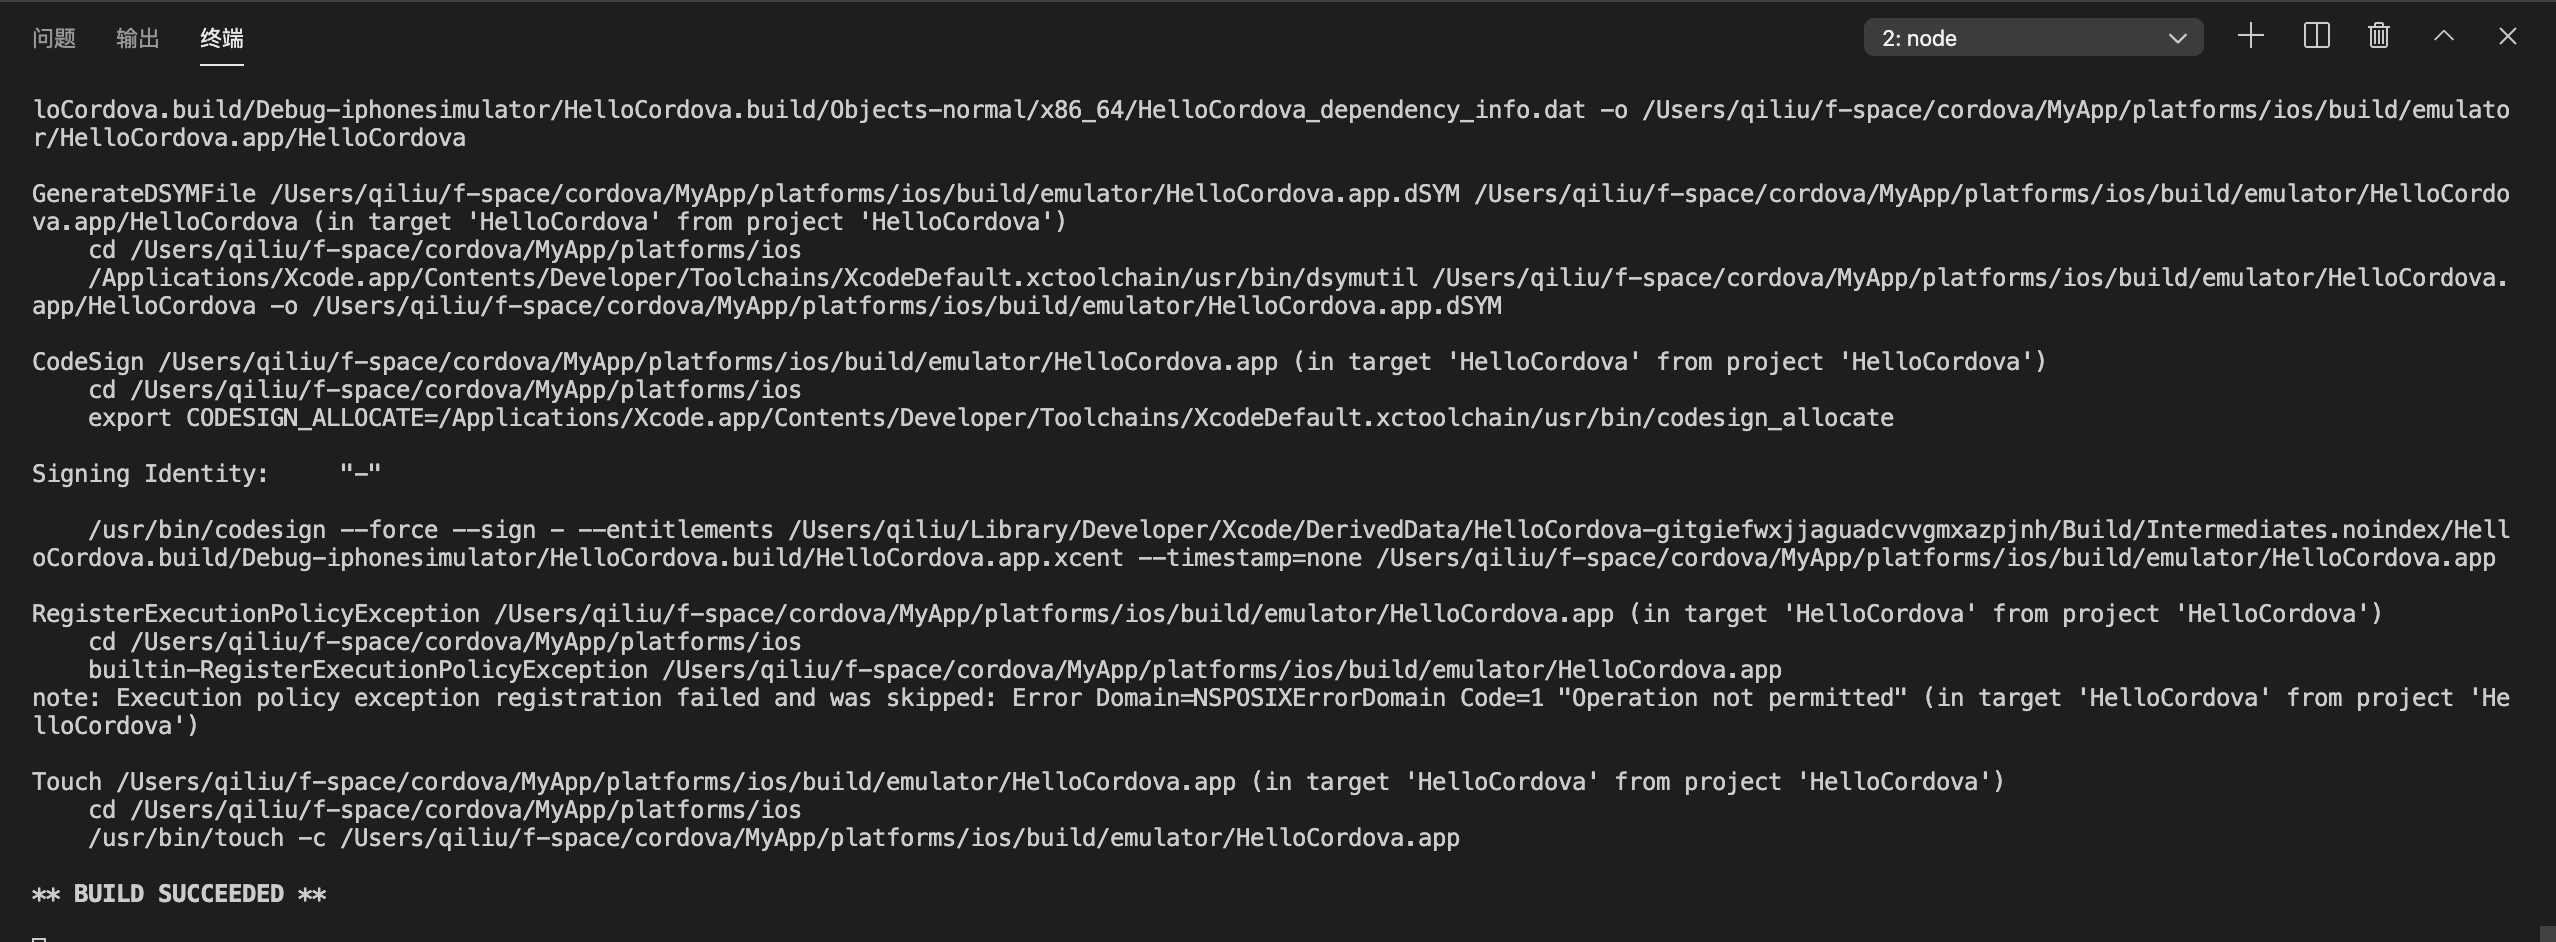 问题 输出 终端 2: node
loCordova.build/Debug-iphonesimulator/HelloCordova.build/Objects-normal/x86_64/HelloCordova_dependency_info.dat -o /Users/qiliu/f-space/cordova/MyApp/platforms/ios/build/emulato
r/HelloCordova.app/HelloCordova
GenerateDSYMFile /Users/qiliu/f-space/cordova/MyApp/platforms/ios/build/emulator/HelloCordova.app.dSYM /Users/qiliu/f-space/cordova/MyApp/platforms/ios/build/emulator/HelloCordo
va.app/HelloCordova (in target 'HelloCordova' from project 'HelloCordova')
    cd /Users/qiliu/f-space/cordova/MyApp/platforms/ios
    /Applications/Xcode.app/Contents/Developer/Toolchains/XcodeDefault.xctoolchain/usr/bin/dsymutil /Users/qiliu/f-space/cordova/MyApp/platforms/ios/build/emulator/HelloCordova.
app/HelloCordova -o /Users/qiliu/f-space/cordova/MyApp/platforms/ios/build/emulator/HelloCordova.app.dSYM
CodeSign /Users/qiliu/f-space/cordova/MyApp/platforms/ios/build/emulator/HelloCordova.app (in target 'HelloCordova' from project 'HelloCordova')
    cd /Users/qiliu/f-space/cordova/MyApp/platforms/ios
    export CODESIGN_ALLOCATE=/Applications/Xcode.app/Contents/Developer/Toolchains/XcodeDefault.xctoolchain/usr/bin/codesign_allocate
Signing Identity:     "-"
    /usr/bin/codesign --force --sign - --entitlements /Users/qiliu/Library/Developer/Xcode/DerivedData/HelloCordova-gitgiefwxjjaguadcvvgmxazpjnh/Build/Intermediates.noindex/Hell
oCordova.build/Debug-iphonesimulator/HelloCordova.build/HelloCordova.app.xcent --timestamp=none /Users/qiliu/f-space/cordova/MyApp/platforms/ios/build/emulator/HelloCordova.app
RegisterExecutionPolicyException /Users/qiliu/f-space/cordova/MyApp/platforms/ios/build/emulator/HelloCordova.app (in target 'HelloCordova' from project 'HelloCordova')
    cd /Users/qiliu/f-space/cordova/MyApp/platforms/ios
    builtin-RegisterExecutionPolicyException /Users/qiliu/f-space/cordova/MyApp/platforms/ios/build/emulator/HelloCordova.app
note: Execution policy exception registration failed and was skipped: Error Domain=NSPOSIXErrorDomain Code=1 "Operation not permitted" (in target 'HelloCordova' from project 'He
lloCordova')
Touch /Users/qiliu/f-space/cordova/MyApp/platforms/ios/build/emulator/HelloCordova.app (in target 'HelloCordova' from project 'HelloCordova')
    cd /Users/qiliu/f-space/cordova/MyApp/platforms/ios
    /usr/bin/touch -c /Users/qiliu/f-space/cordova/MyApp/platforms/ios/build/emulator/HelloCordova.app
** BUILD SUCCEEDED **